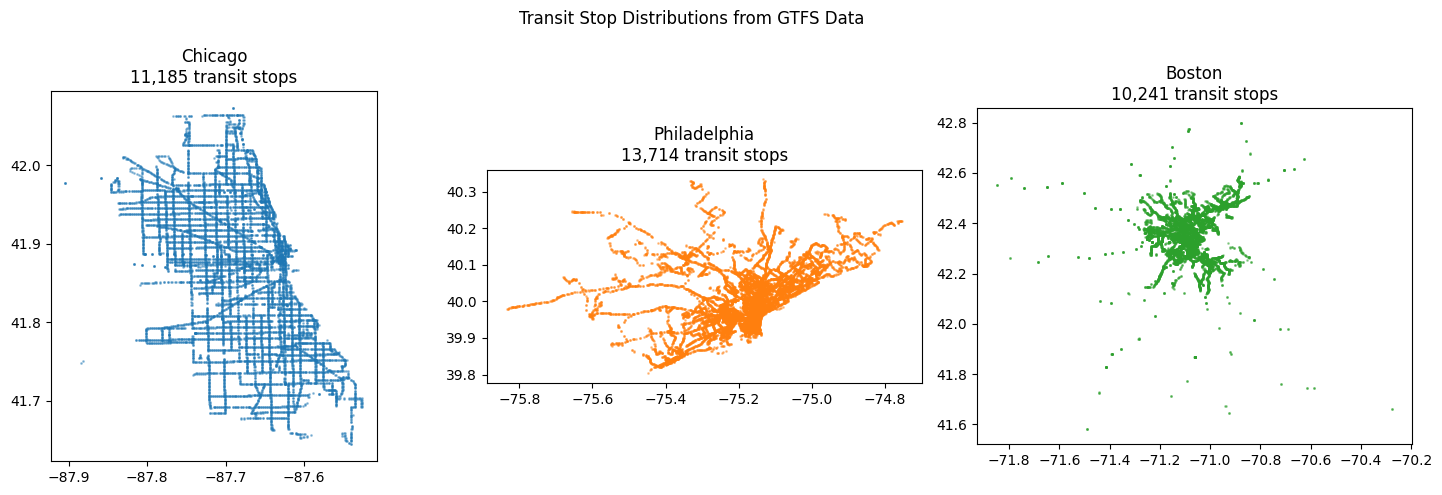 Transit Stop Distributions from GTFS Data
Chicago
11,185 transit stops
42.0
41.9
41.8
41.7
−87.9 −87.8 −87.7 −87.6
Philadelphia
13,714 transit stops
40.3
40.2
40.1
40.0
39.9
39.8
−75.8 −75.6 −75.4 −75.2 −75.0 −74.8
Boston
10,241 transit stops
42.8
42.6
42.4
42.2
42.0
41.8
41.6
−71.8 −71.6 −71.4 −71.2 −71.0 −70.8 −70.6 −70.4 −70.2